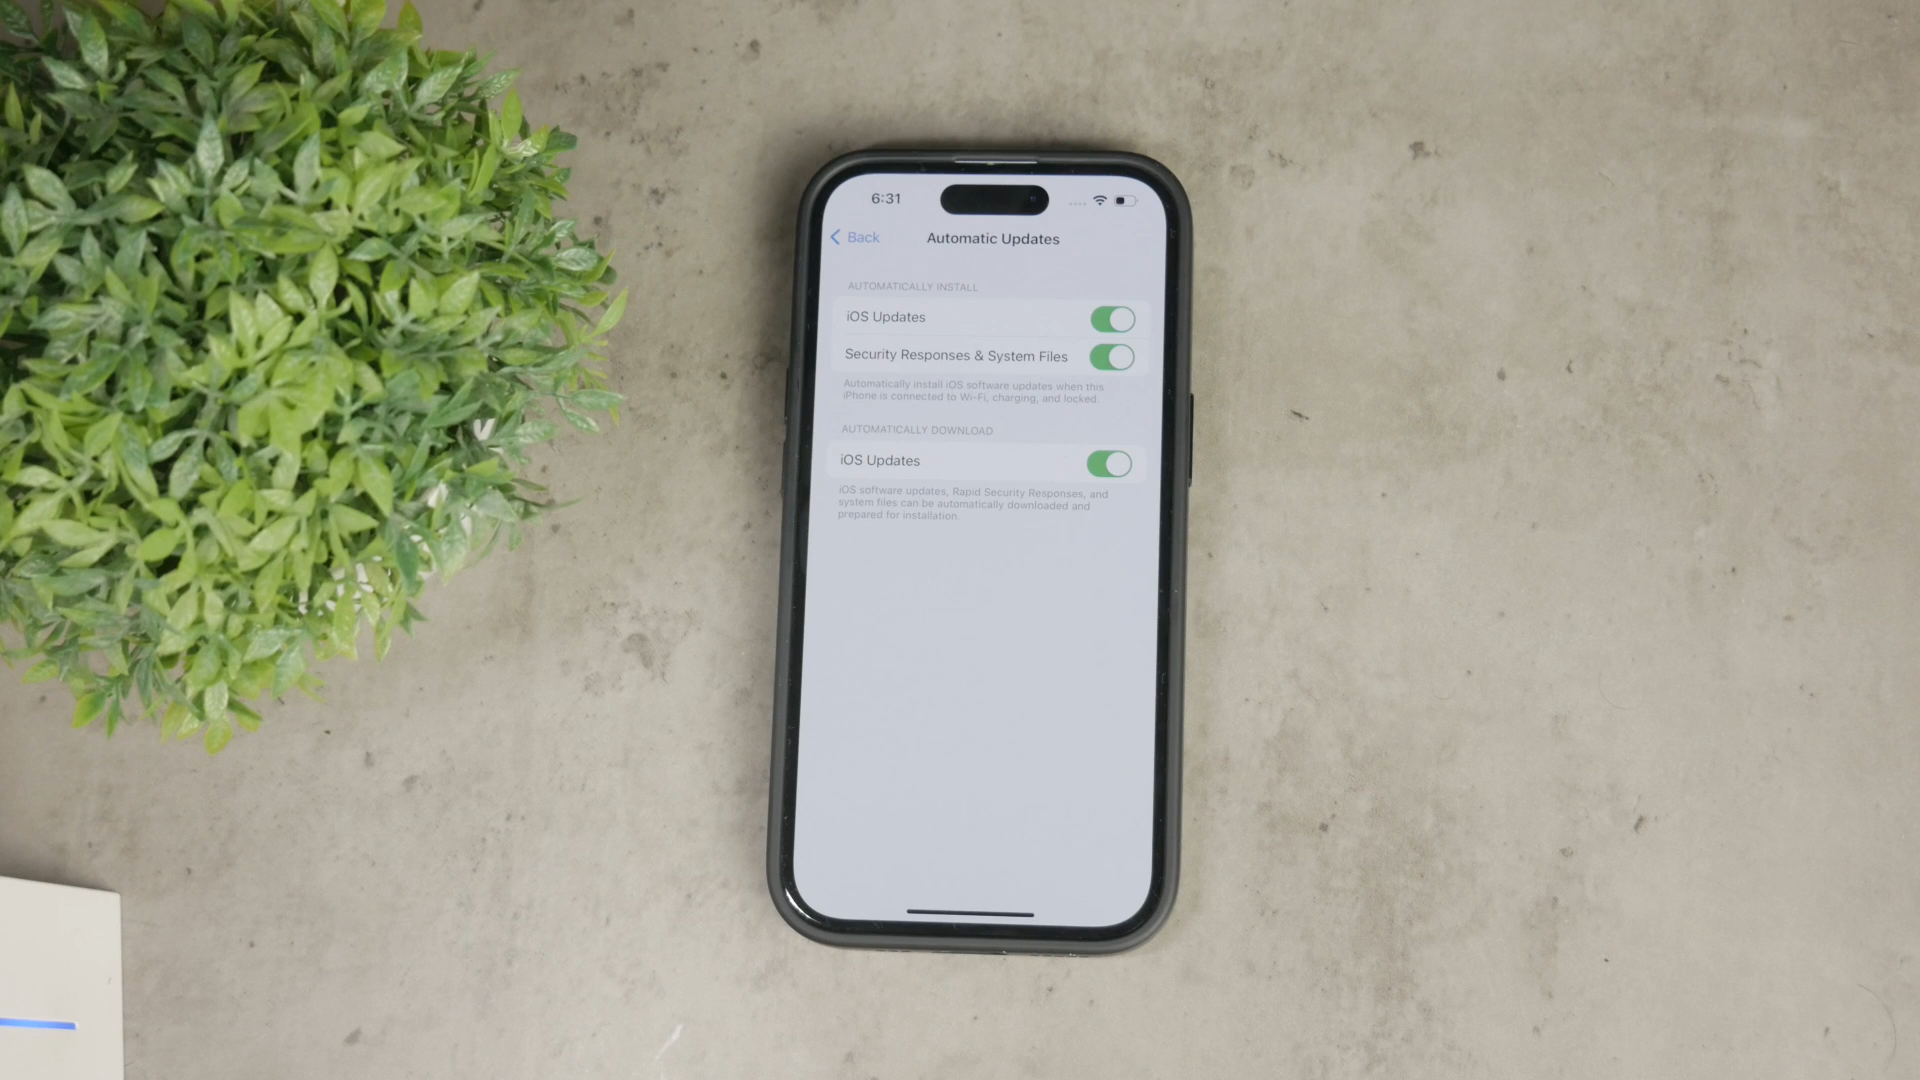 6:31
Back
Automatic Updates
AUTOMATICALLY INSTALL
iOS Updates
Security Responses & System Files
Automatically install iOS software updates when this
iPhone is connected to Wi-Fi, charging, and locked.
AUTOMATICALLY DOWNLOAD
iOS Updates
iOS software updates, Rapid Security Responses, and
system files can be automatically downloaded and
prepared for installation.